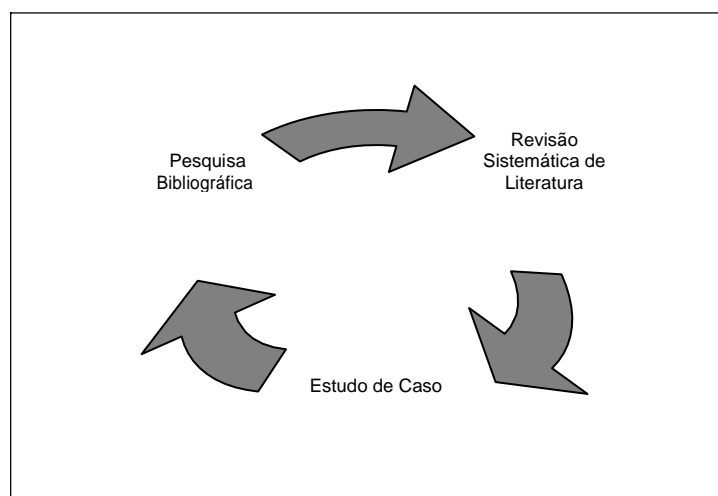 Pesquisa
Bibliográfica
Revisão
Sistemática de
Literatura
Estudo de Caso